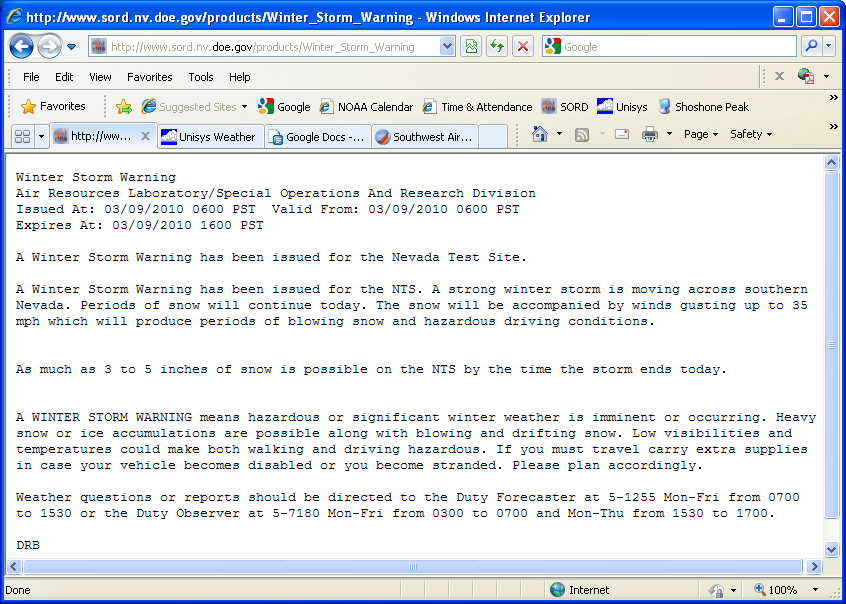 http://www.sord.nv.doe.gov/products/Winter_Storm_Warning - Windows Internet Explorer
http://www.sord.nv.doe.gov/products/Winter_Storm_Warning Google
File Edit View Favorites Tools Help
Favorites Suggested Sites Google NOAA Calendar Time & Attendance SORD Unisys Shoshone Peak
http://ww... Unisys Weather Google Docs -... Southwest Air... Page Safety
Winter Storm Warning
Air Resources Laboratory/Special Operations And Research Division
Issued At: 03/09/2010 0600 PST Valid From: 03/09/2010 0600 PST
Expires At: 03/09/2010 1600 PST
A Winter Storm Warning has been issued for the Nevada Test Site.
A Winter Storm Warning has been issued for the NTS. A strong winter storm is moving across southern
Nevada. Periods of snow will continue today. The snow will be accompanied by winds gusting up to 35
mph which will produce periods of blowing snow and hazardous driving conditions.
As much as 3 to 5 inches of snow is possible on the NTS by the time the storm ends today.
A WINTER STORM WARNING means hazardous or significant winter weather is imminent or occurring. Heavy
snow or ice accumulations are possible along with blowing and drifting snow. Low visibilities and
temperatures could make both walking and driving hazardous. If you must travel carry extra supplies
in case your vehicle becomes disabled or you become stranded. Please plan accordingly.
Weather questions or reports should be directed to the Duty Forecaster at 5-1255 Mon-Fri from 0700
to 1530 or the Duty Observer at 5-7180 Mon-Fri from 0300 to 0700 and Mon-Thu from 1530 to 1700.
DRB
Done Internet 100%